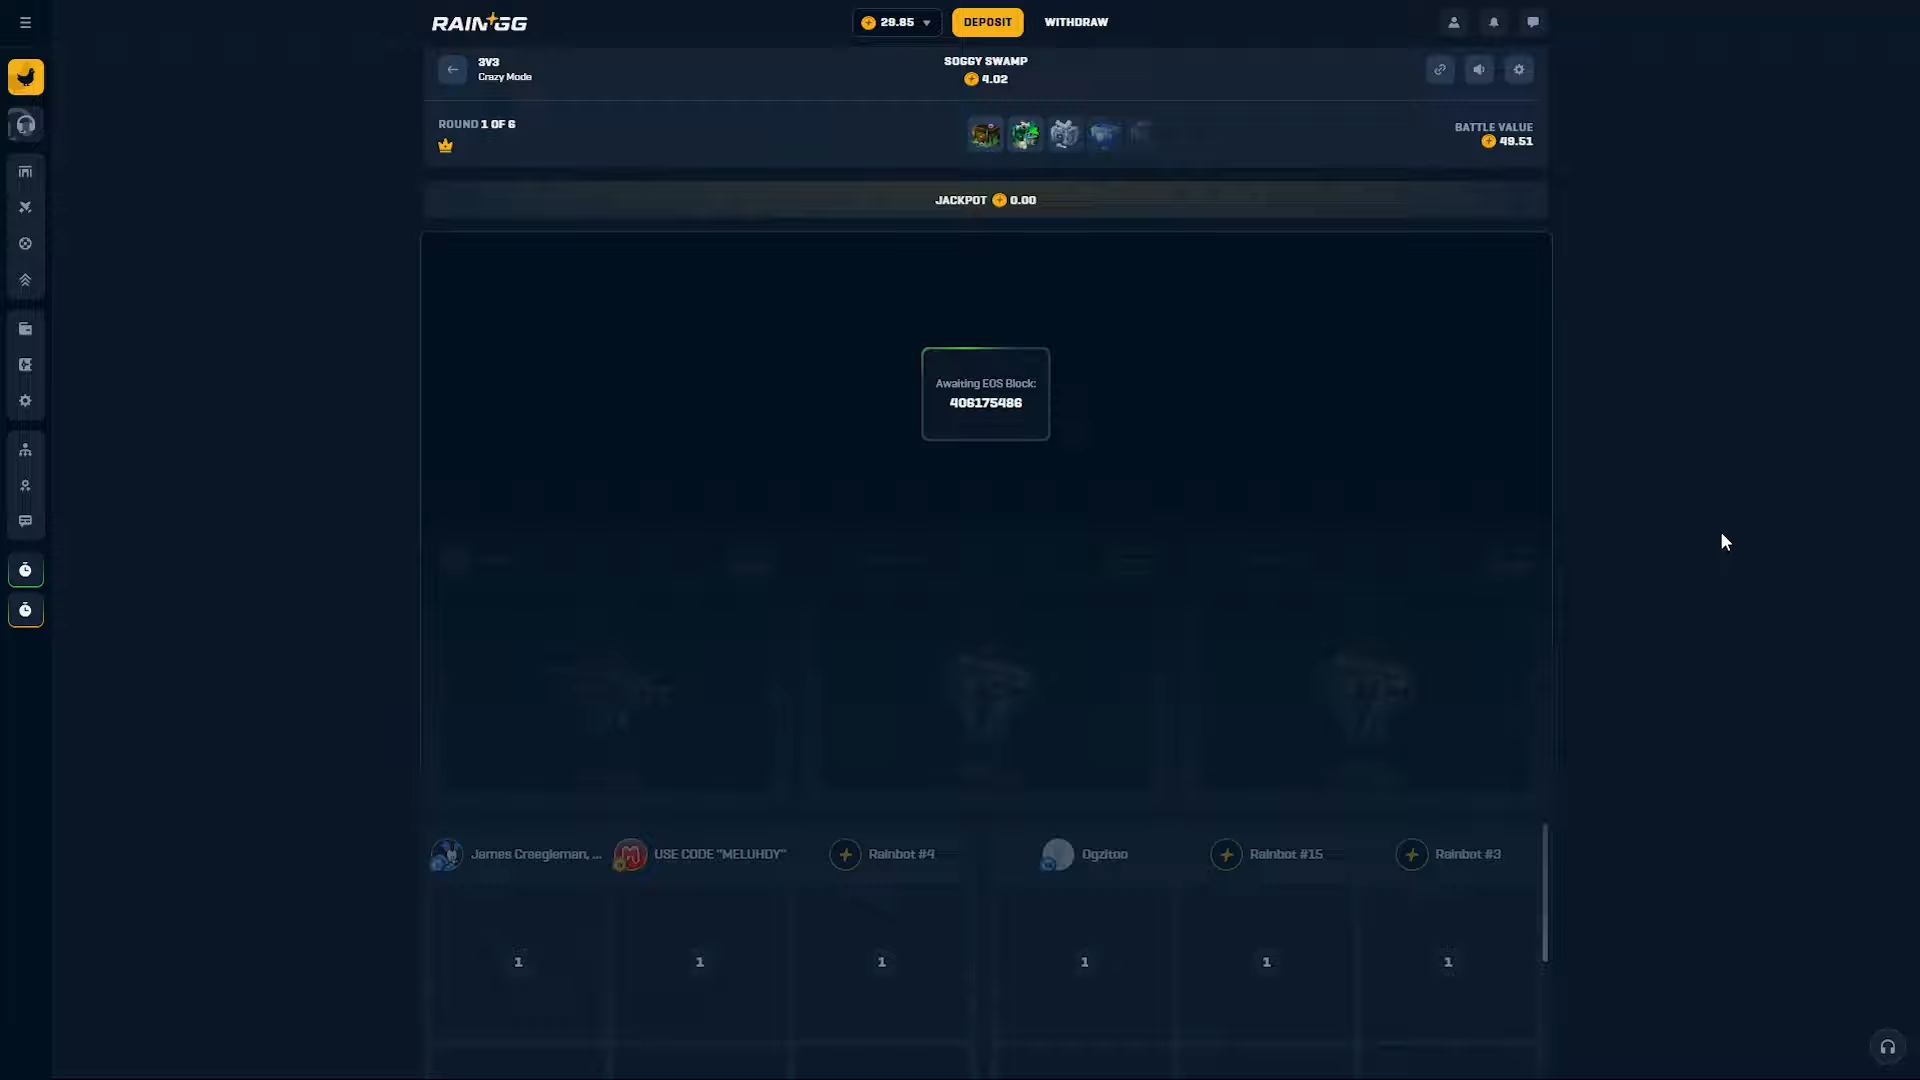 RAIN GG
29.85
DEPOSIT
WITHDRAW
3V3
Crazy Mode
SOGGY SWAMP
4.02
ROUND 1 OF 6
BATTLE VALUE
49.51
JACKPOT 0.00
Awaiting EOS Block:
406175486
James Craegleman, ...
USE CODE "MELUHDY"
Rainbot #4
Ogzitoo
Rainbot #15
Rainbot #3
1
1
1
1
1
1